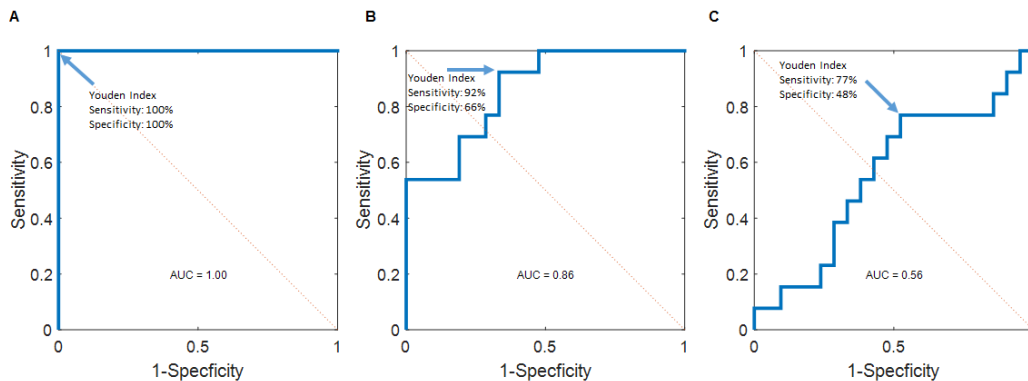 A
Sensitivity
1
0.8
0.6
0.4
0.2
0
0
0.5
1
1-Specficity
Youden Index
Sensitivity: 100%
Specificity: 100%
AUC = 1.00
B
Sensitivity
1
0.8
0.6
0.4
0.2
0
0
0.5
1
1-Specficity
Youden Index
Sensitivity: 92%
Specificity: 66%
AUC = 0.86
C
Sensitivity
1
0.8
0.6
0.4
0.2
0
0
0.5
1-Specficity
Youden Index
Sensitivity: 77%
Specificity: 48%
AUC = 0.56